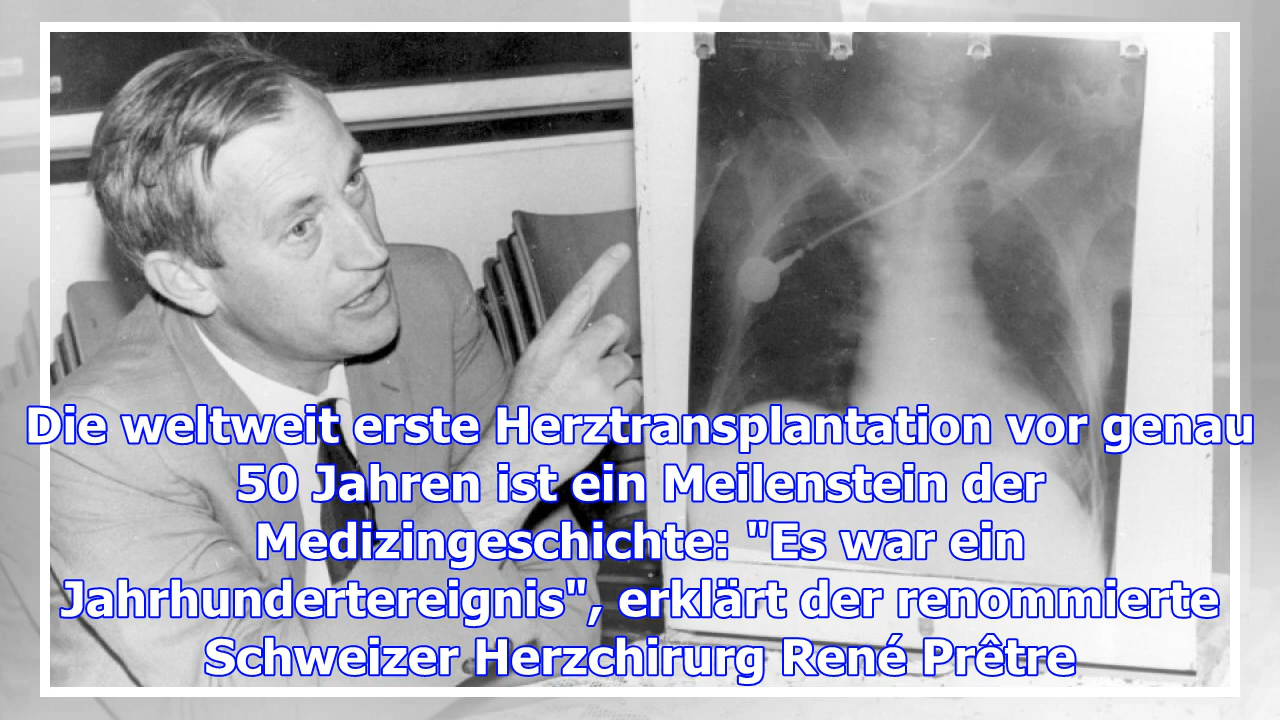 Die weltweit erste Herztransplantation vor genau
50 Jahren ist ein Meilenstein der
Medizingeschichte: "Es war ein
Jahrhundertereignis", erklärt der renommierte
Schweizer Herzchirurg René Prêtre